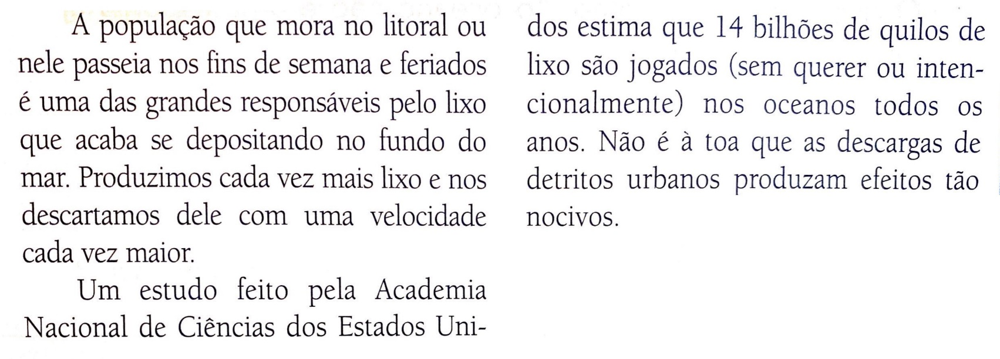 A população que mora no litoral ou
nele passeia nos fins de semana e feriados
é uma das grandes responsáveis pelo lixo
que acaba se depositando no fundo do
mar. Produzimos cada vez mais lixo e nos
descartamos dele com uma velocidade
cada vez maior.
Um estudo feito pela Academia
Nacional de Ciências dos Estados Uni-
dos estima que 14 bilhões de quilos de
lixo são jogados (sem querer ou inten-
cionalmente) nos oceanos todos os
anos. Não é à toa que as descargas de
detritos urbanos produzam efeitos tão
nocivos.